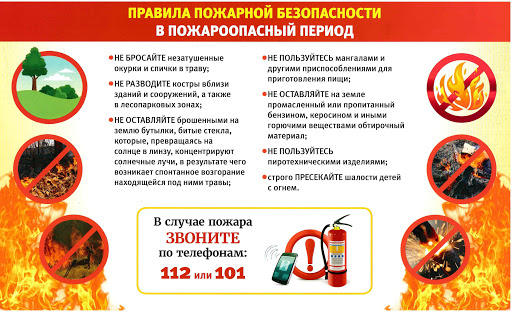 ПРАВИЛА ПОЖАРНОЙ БЕЗОПАСНОСТИ
В ПОЖАРООПАСНЫЙ ПЕРИОД
●НЕ БРОСАЙТЕ незатушенные
окурки и спички в траву;
●НЕ РАЗВОДИТЕ костры вблизи
зданий и сооружений, а также
в лесопарковых зонах;
●НЕ ОСТАВЛЯЙТЕ брошенными на
землю бутылки, битые стекла,
которые, превращаясь на
солнце в линзу, концентрируют
солнечные лучи, в результате чего
возникает спонтанное возгорание
находящейся под ними травы;
●НЕ ПОЛЬЗУЙТЕСЬ мангалами и
другими приспособлениями для
приготовления пищи;
●НЕ ОСТАВЛЯЙТЕ на земле
промасленный или пропитанный
бензином, керосином и иными
горючими веществами обтирочный
материал;
●НЕ ПОЛЬЗУЙТЕСЬ
пиротехническими изделиями;
●строго ПРЕСЕКАЙТЕ шалости детей
с огнем.
В случае пожара
ЗВОНИТЕ
по телефонам:
112 или 101